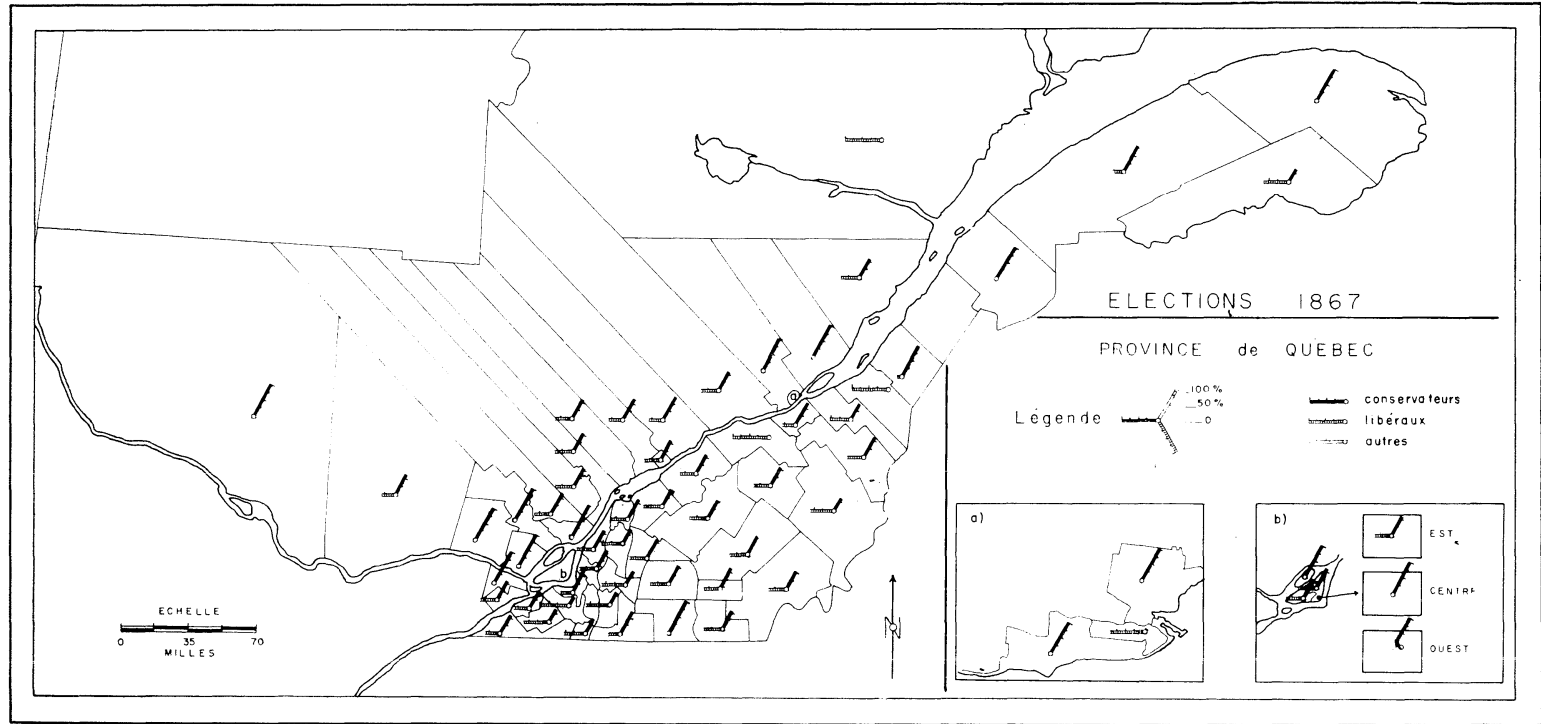 ELECTIONS 1867
PROVINCE de QUEBEC
Légende
100%
50%
0
conservateurs
libéraux
autres
a
b
a)
b)
EST
CENTRE
OUEST
ECHELLE
0 35 70
MILLES
N